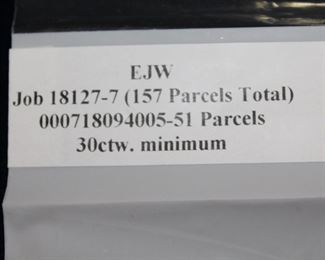 EJW
Job 18127-7 (157 Parcels Total)
000718094005-51 Parcels
30ctw. minimum